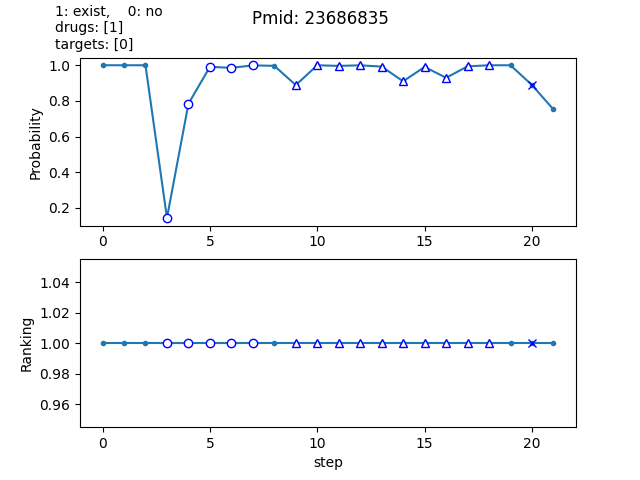 1: exist,    0: no
drugs: [1]
targets: [0]
Pmid: 23686835
1.0
0.8
0.6
0.4
0.2
Probability
0 5 10 15 20
1.04
1.02
1.00
0.98
0.96
Ranking
0 5 10 15 20
step